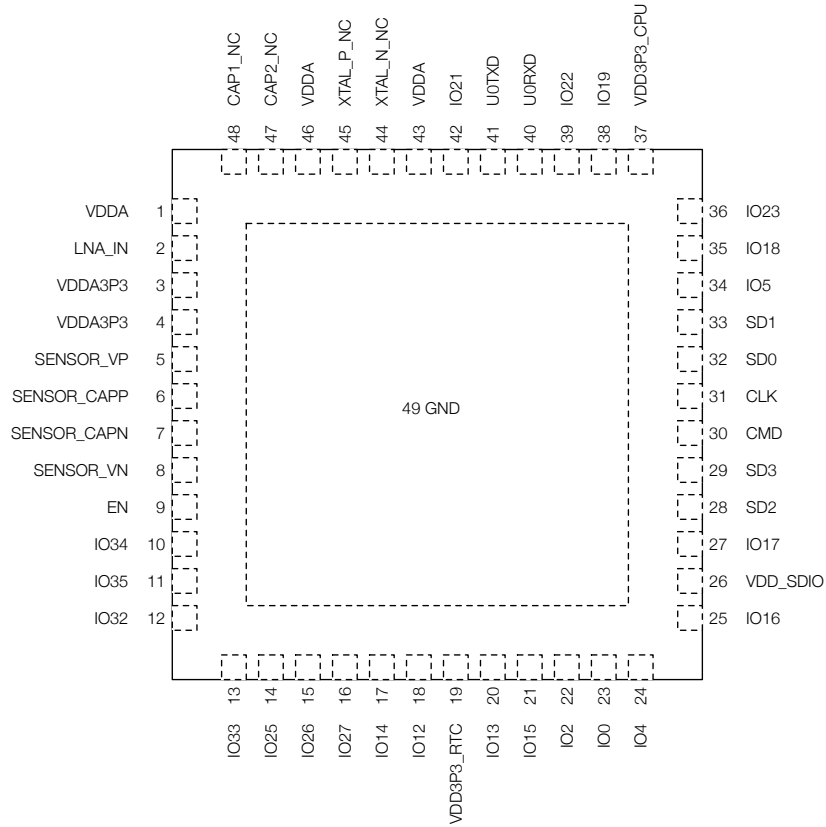 CAP1_NC
CAP2_NC
VDDA
XTAL_P_NC
XTAL_N_NC
VDDA
IO21
U0TXD
U0RXD
IO22
IO19
VDD3P3_CPU
48
47
46
45
44
43
42
41
40
39
38
37
VDDA 1
LNA_IN 2
VDDA3P3 3
VDDA3P3 4
SENSOR_VP 5
SENSOR_CAPP 6
SENSOR_CAPN 7
SENSOR_VN 8
EN 9
IO34 10
IO35 11
IO32 12
49 GND
36 IO23
35 IO18
34 IO5
33 SD1
32 SD0
31 CLK
30 CMD
29 SD3
28 SD2
27 IO17
26 VDD_SDIO
25 IO16
13
14
15
16
17
18
19
20
21
22
23
24
IO33
IO25
IO26
IO27
IO14
IO12
VDD3P3_RTC
IO13
IO15
IO2
IO0
IO4